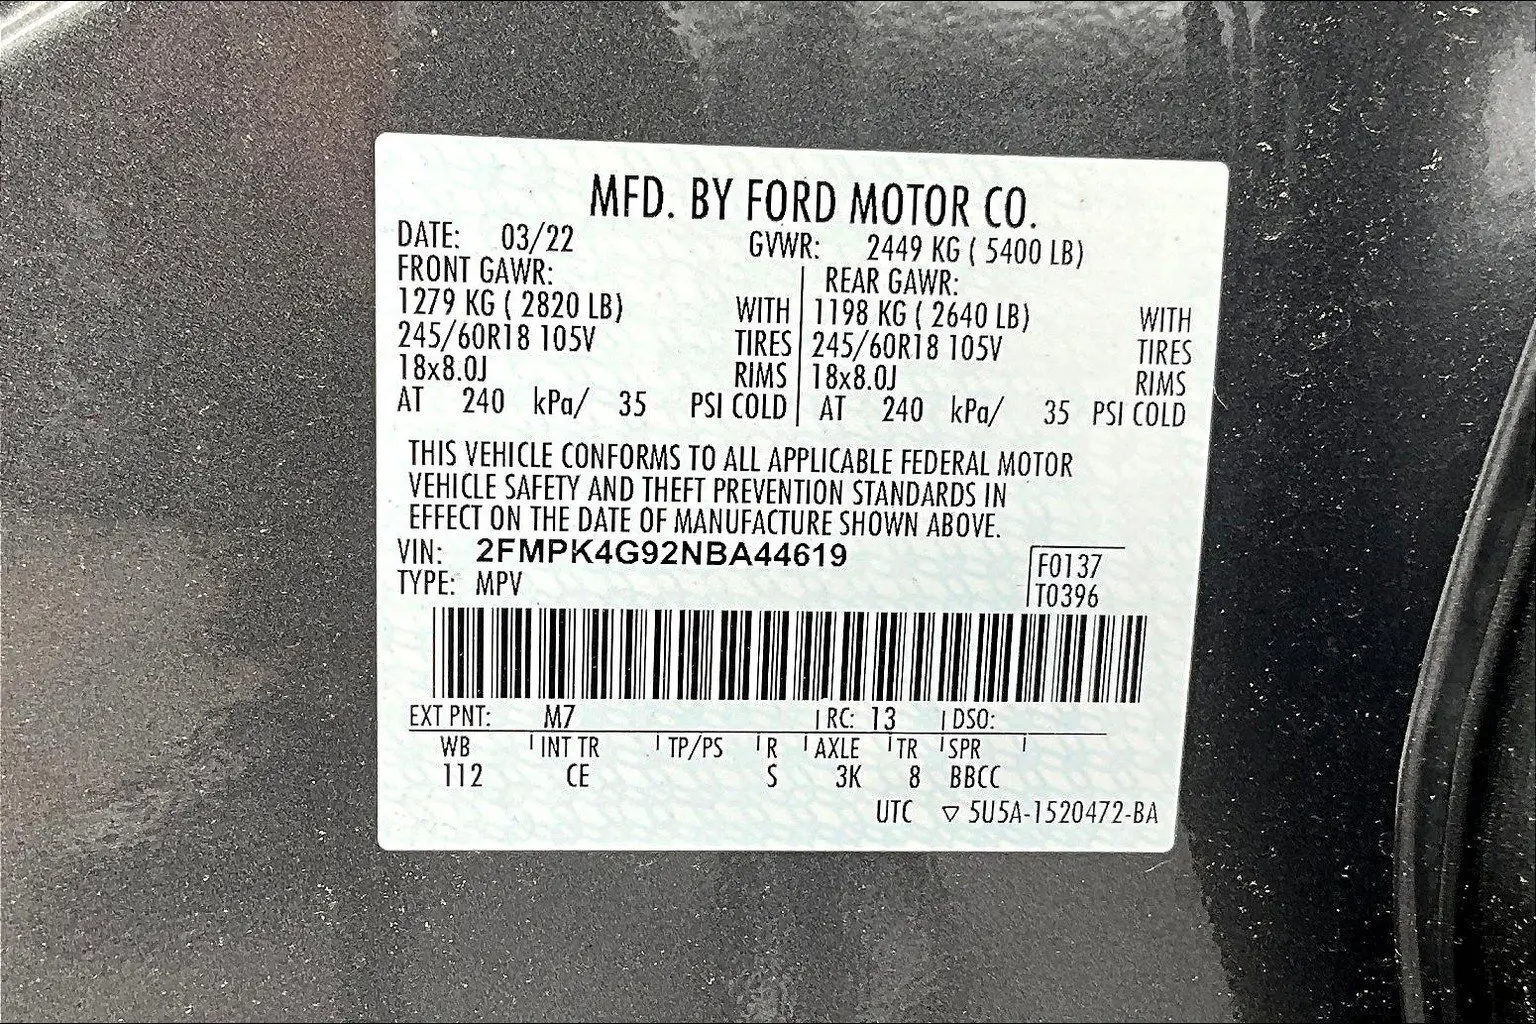 MFD. BY FORD MOTOR CO.
DATE: 03/22 GVWR: 2449 KG ( 5400 LB)
FRONT GAWR: REAR GAWR:
1279 KG ( 2820 LB) WITH 1198 KG ( 2640 LB) WITH
245/60R18 105V TIRES 245/60R18 105V TIRES
18x8.0J RIMS 18x8.0J RIMS
AT 240 kPa/ 35 PSI COLD AT 240 kPa/ 35 PSI COLD
THIS VEHICLE CONFORMS TO ALL APPLICABLE FEDERAL MOTOR
VEHICLE SAFETY AND THEFT PREVENTION STANDARDS IN
EFFECT ON THE DATE OF MANUFACTURE SHOWN ABOVE.
VIN: 2FMPK4G92NBA44619
F0137
TYPE: MPV
T0396
EXT PNT: M7 RC: 13 DSO:
WB INT TR TP/PS R AXLE TR SPR
112 CE S 3K 8 BBCC
UTC ▽ 5U5A-1520472-BA